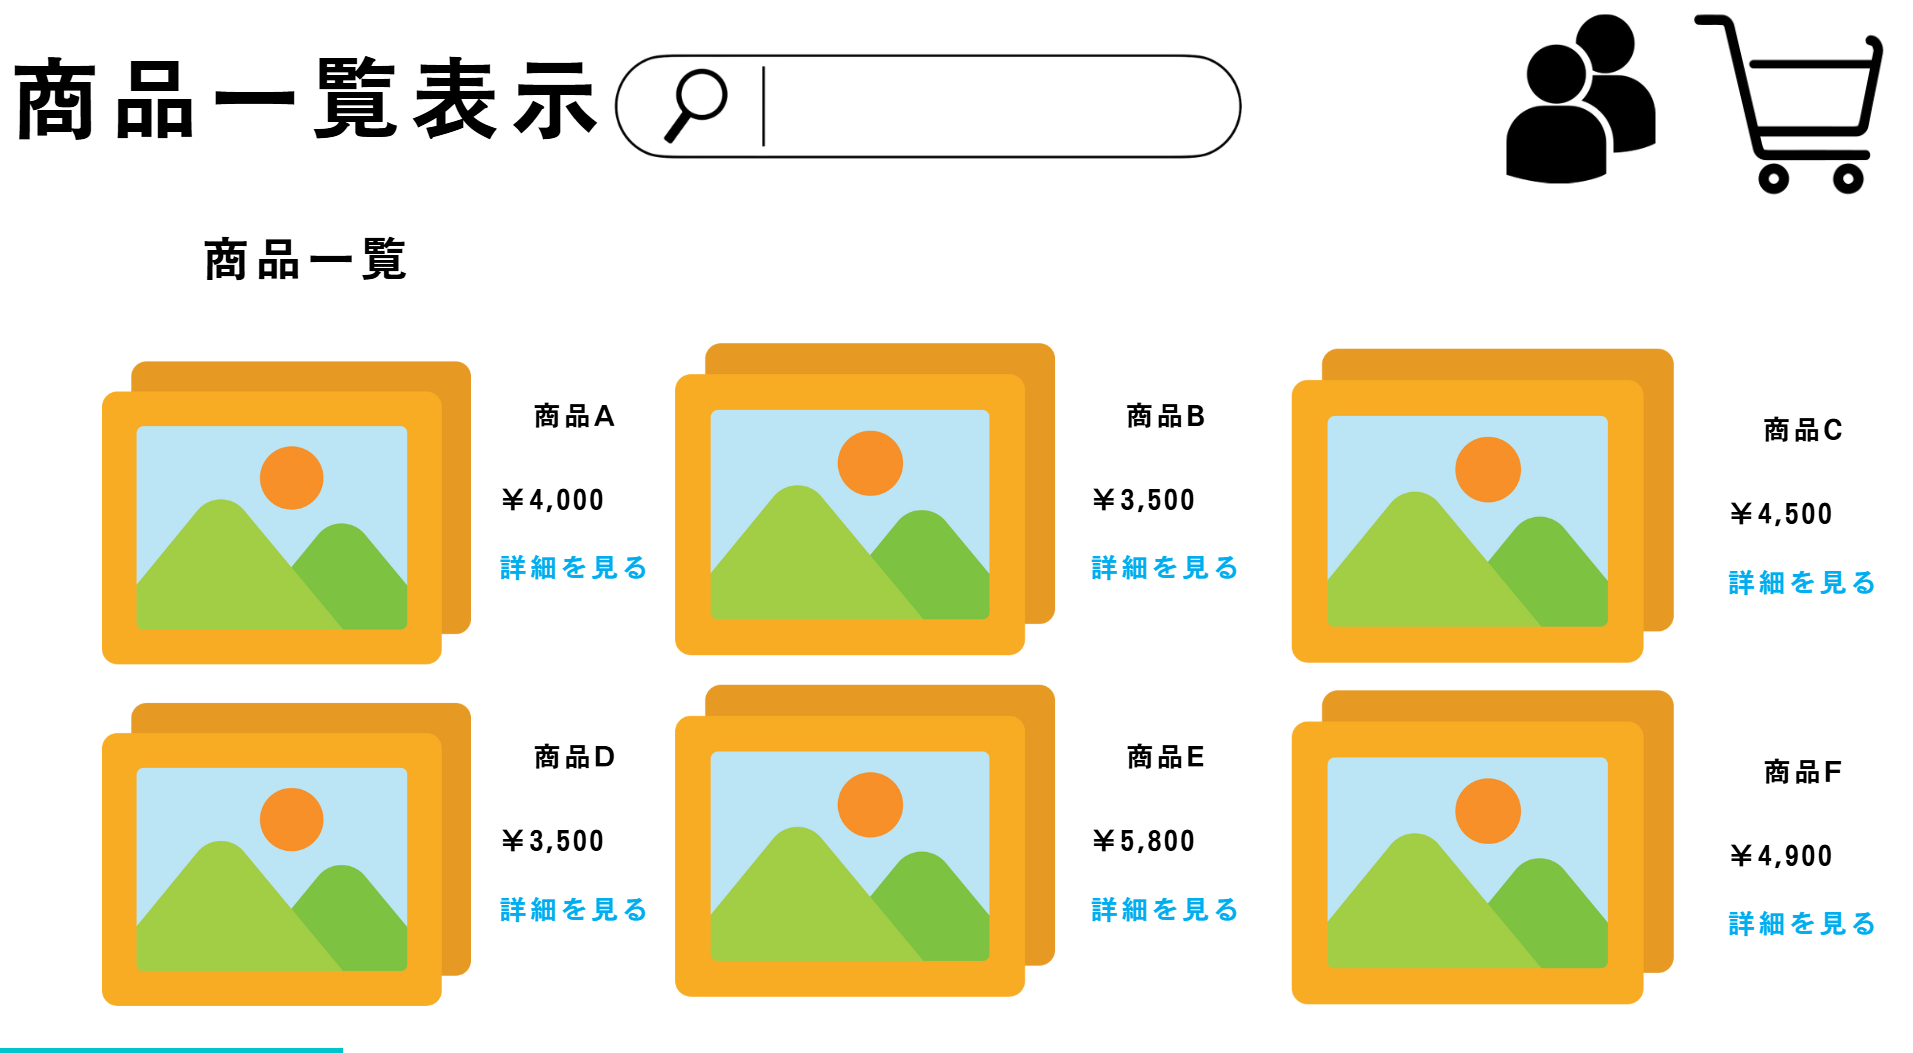 商品一覧表示
商品一覧
商品A
¥4,000
詳細を見る
商品B
¥3,500
詳細を見る
商品C
¥4,500
詳細を見る
商品D
¥3,500
詳細を見る
商品E
¥5,800
詳細を見る
商品F
¥4,900
詳細を見る